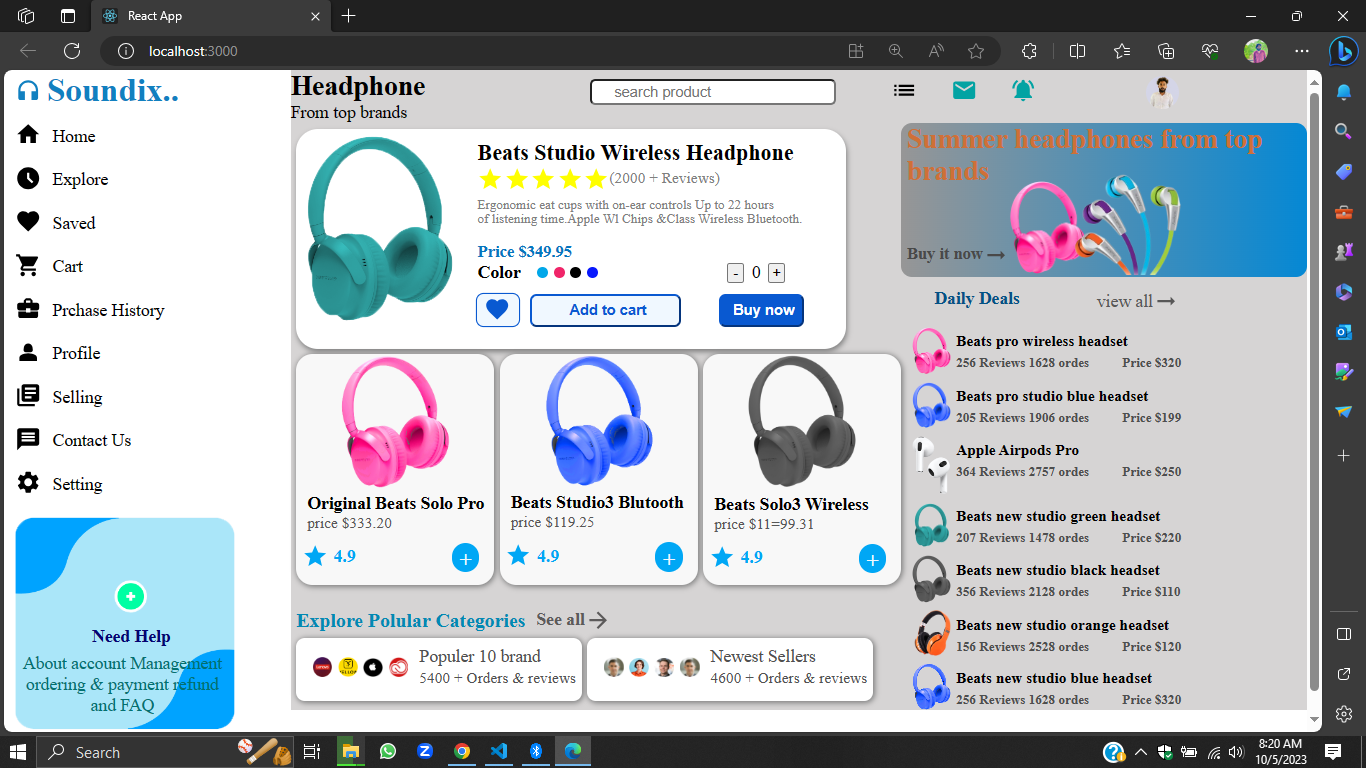 React App
localhost:3000
Soundix..
Home
Explore
Saved
Cart
Prchase History
Profile
Selling
Contact Us
Setting
Need Help
About account Management
ordering & payment refund
and FAQ
Headphone
From top brands
search product
Beats Studio Wireless Headphone
(2000 + Reviews)
Ergonomic eat cups with on-ear controls Up to 22 hours
of listening time.Apple Wl Chips &Class Wireless Bluetooth.
Price $349.95
Color
- 0 +
Add to cart
Buy now
Original Beats Solo Pro
price $333.20
4.9
+
Beats Studio3 Blutooth
price $119.25
4.9
+
Beats Solo3 Wireless
price $11=99.31
4.9
+
Explore Polular Categories
See all
Populer 10 brand
5400 + Orders & reviews
Newest Sellers
4600 + Orders & reviews
Summer headphones from top
brands
Buy it now
Daily Deals
view all
Beats pro wireless headset
256 Reviews 1628 ordes Price $320
Beats pro studio blue headset
205 Reviews 1906 ordes Price $199
Apple Airpods Pro
364 Reviews 2757 ordes Price $250
Beats new studio green headset
207 Reviews 1478 ordes Price $220
Beats new studio black headset
356 Reviews 2128 ordes Price $110
Beats new studio orange headset
156 Reviews 2528 ordes Price $120
Beats new studio blue headset
256 Reviews 1628 ordes Price $320
Search
8:20 AM
10/5/2023